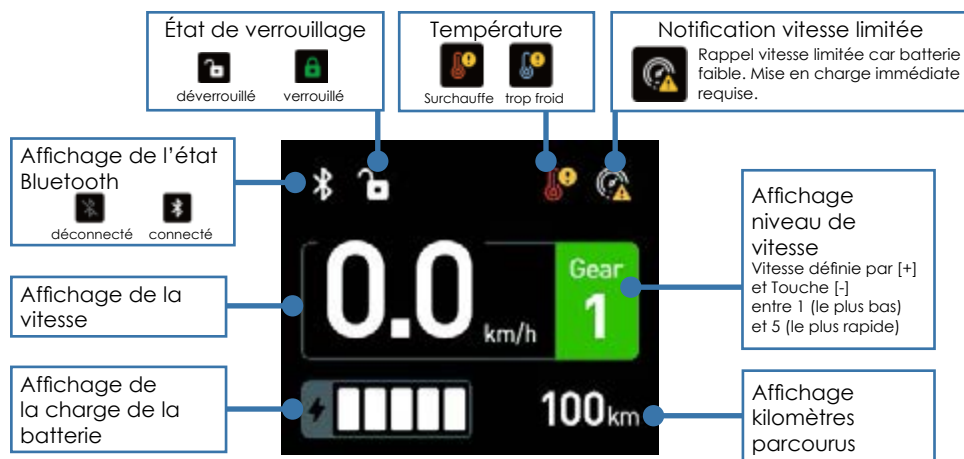 État de verrouillage
déverrouillé
verrouillé
Température
Surchauffe
trop froid
Notification vitesse limitée
Rappel vitesse limitée car batterie
faible. Mise en charge immédiate
requise.
Affichage de l'état
Bluetooth
déconnecté
connecté
Affichage de la
vitesse
Affichage de
la charge de la
batterie
0.0
km/h
Gear
1
100km
Affichage
niveau de
vitesse
Vitesse définie par [+]
et Touche [-]
entre 1 (le plus bas)
et 5 (le plus rapide)
Affichage
kilomètres
parcourus